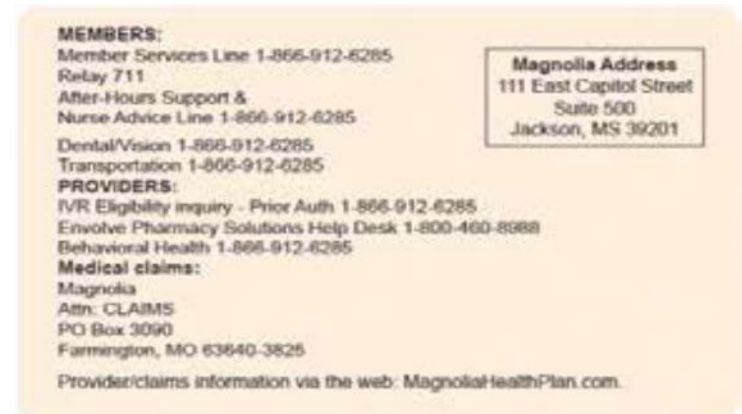 MEMBERS:
Member Services Line 1-866-912-6285
Relay 711
After-Hours Support &
Nurse Advice Line 1-866-912-6285
Dental/Vision 1-866-912-6285
Transportation 1-866-912-6285
Magnolia Address
111 East Capitol Street
Suite 500
Jackson, MS 39201
PROVIDERS:
IVR Eligibility inquiry - Prior Auth 1-866-912-6285
Envolve Pharmacy Solutions Help Desk 1-800-460-8988
Behavioral Health 1-866-912-6285
Medical claims:
Magnolia
Attn: CLAIMS
PO Box 3090
Farmington, MO 63640-3825
Provider/claims information via the web: MagnoliaHealthPlan.com.